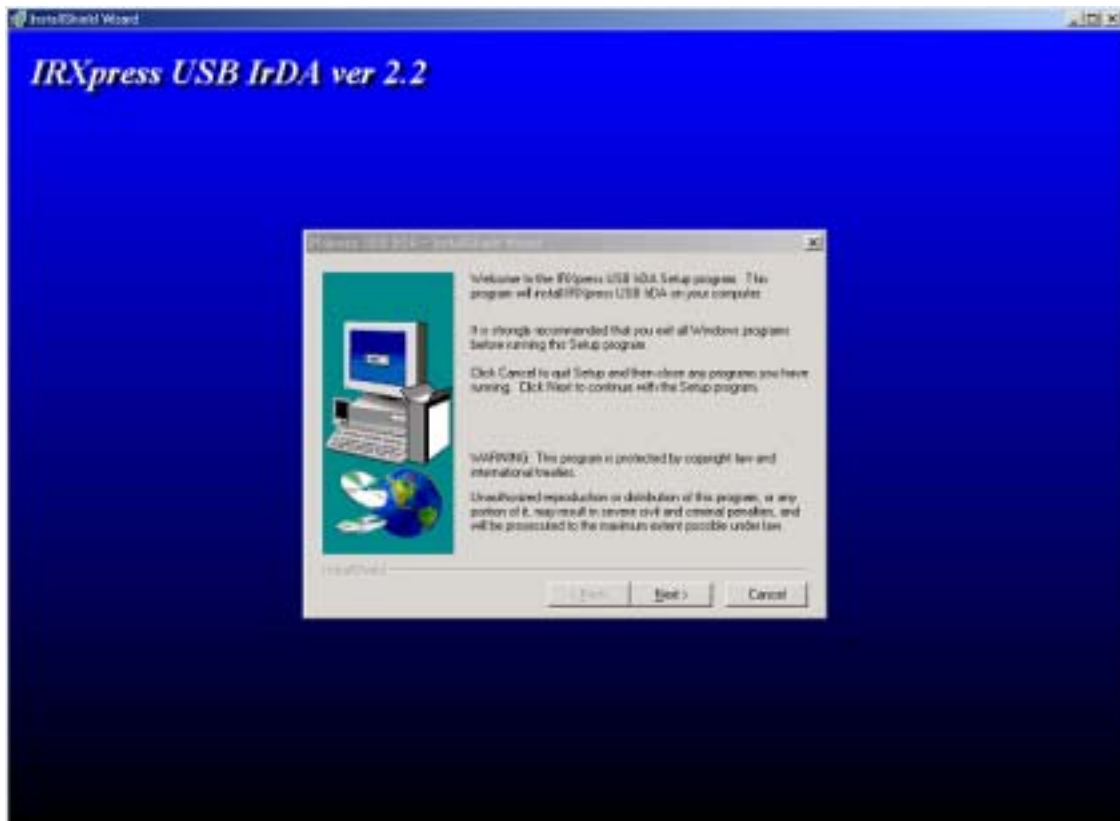 InstallShield Wizard
IRXpress USB IrDA ver 2.2
IRXpress USB IrDA - InstallShield Wizard
Welcome to the IRXpress USB IrDA Setup program. This
program will install IRXpress USB IrDA on your computer.
It is strongly recommended that you exit all Windows programs
before running this Setup program.
Click Cancel to quit Setup and then close any programs you have
running. Click Next to continue with the Setup program.
WARNING: This program is protected by copyright law and
international treaties.
Unauthorized reproduction or distribution of this program, or any
portion of it, may result in severe civil and criminal penalties, and
will be prosecuted to the maximum extent possible under law.
InstallShield
< Back
Next >
Cancel